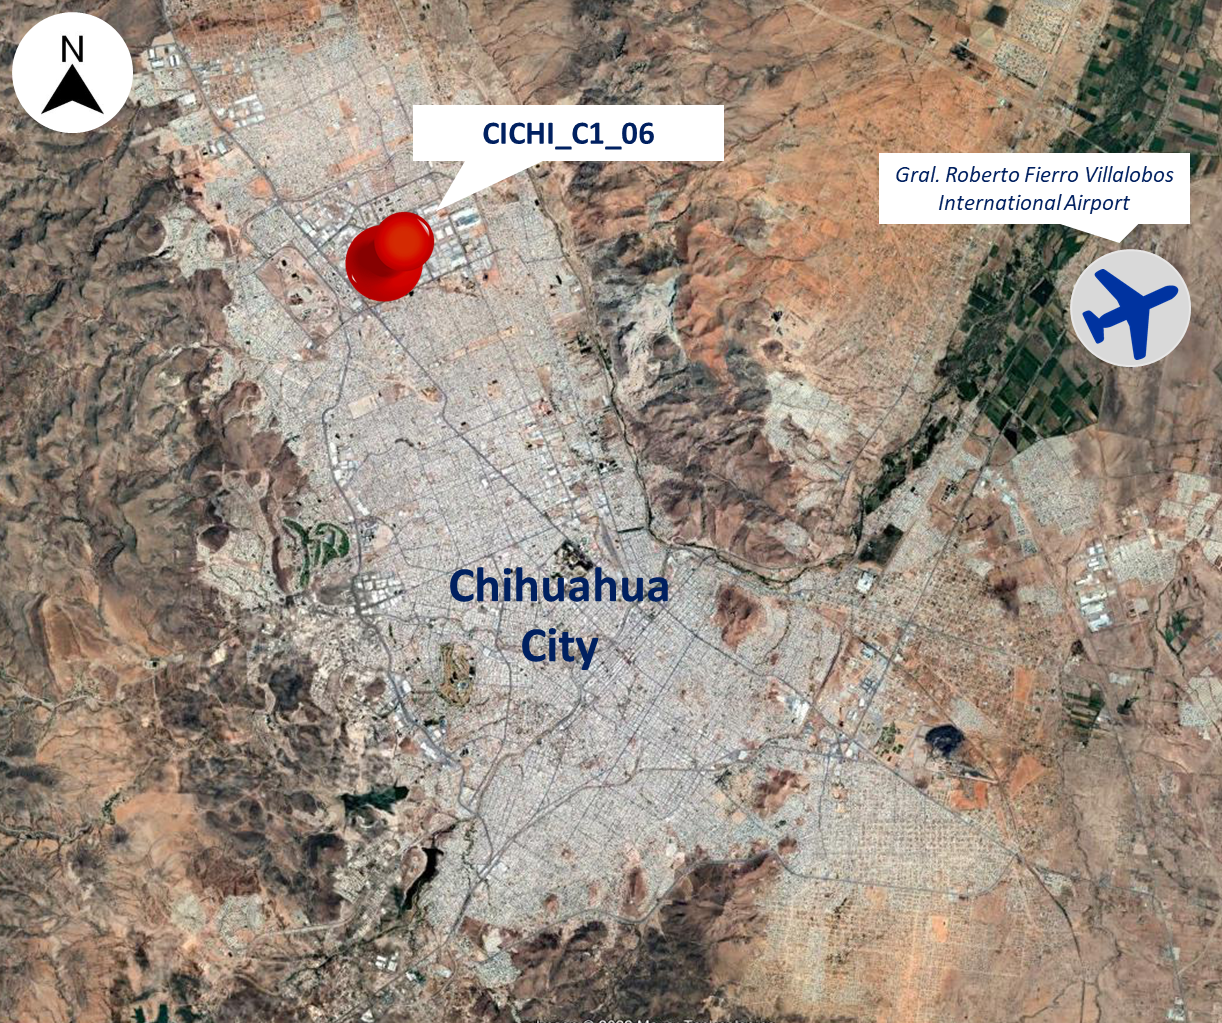 N
CICHI_C1_06
Gral. Roberto Fierro Villalobos
International Airport
Chihuahua
City